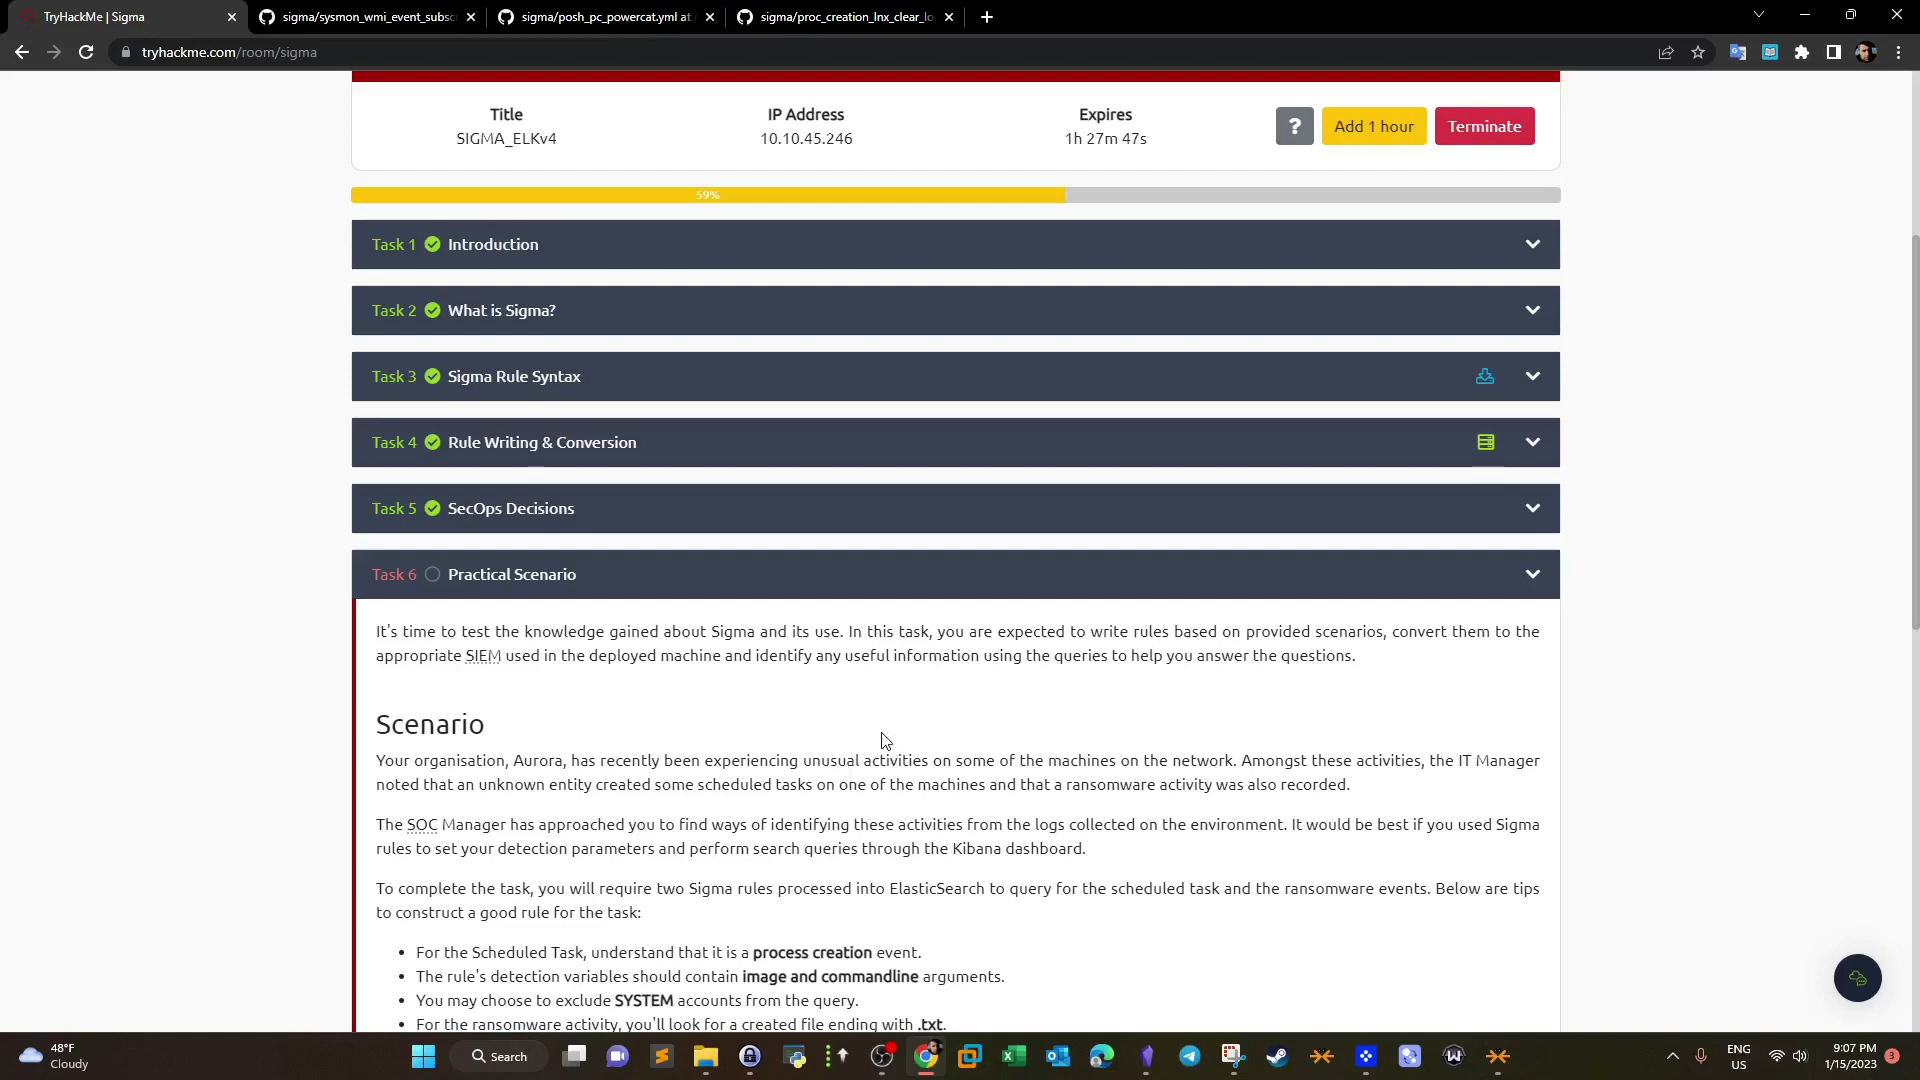 TryHackMe | Sigma
sigma/sysmon_wmi_event_subsc
sigma/posh_pc_powercat.yml at
sigma/proc_creation_lnx_clear_lo
tryhackme.com/room/sigma
Title
IP Address
Expires
SIGMA_ELKv4
10.10.45.246
1h 27m 47s
?
Add 1 hour
Terminate
59%
Task 1 Introduction
Task 2 What is Sigma?
Task 3 Sigma Rule Syntax
Task 4 Rule Writing & Conversion
Task 5 SecOps Decisions
Task 6 Practical Scenario
It's time to test the knowledge gained about Sigma and its use. In this task, you are expected to write rules based on provided scenarios, convert them to the
appropriate SIEM used in the deployed machine and identify any useful information using the queries to help you answer the questions.
Scenario
Your organisation, Aurora, has recently been experiencing unusual activities on some of the machines on the network. Amongst these activities, the IT Manager
noted that an unknown entity created some scheduled tasks on one of the machines and that a ransomware activity was also recorded.
The SOC Manager has approached you to find ways of identifying these activities from the logs collected on the environment. It would be best if you used Sigma
rules to set your detection parameters and perform search queries through the Kibana dashboard.
To complete the task, you will require two Sigma rules processed into ElasticSearch to query for the scheduled task and the ransomware events. Below are tips
to construct a good rule for the task:
• For the Scheduled Task, understand that it is a process creation event.
• The rule's detection variables should contain image and commandline arguments.
• You may choose to exclude SYSTEM accounts from the query.
• For the ransomware activity, you'll look for a created file ending with .txt.
48°F
Cloudy
Search
ENG
US
9:07 PM
1/15/2023
3